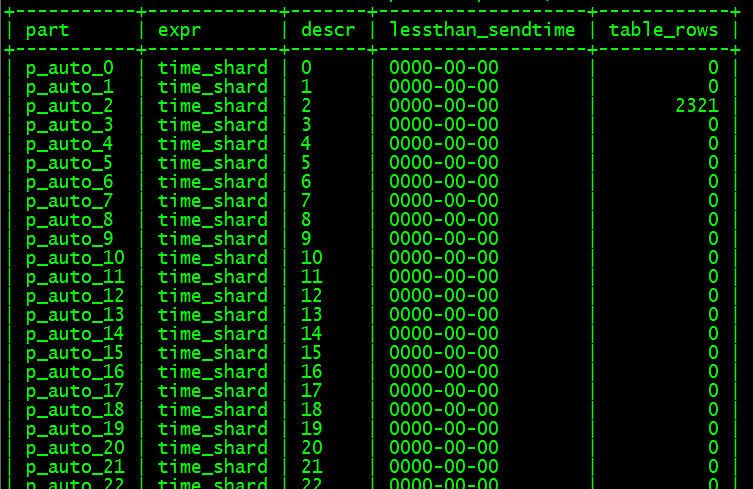 +------------+------------+-------+--------------------+------------+
| part | expr | descr | lessthan_sendtime | table_rows |
+------------+------------+-------+--------------------+------------+
| p_auto_0 | time_shard | 0 | 0000-00-00 | 0 |
| p_auto_1 | time_shard | 1 | 0000-00-00 | 0 |
| p_auto_2 | time_shard | 2 | 0000-00-00 | 2321 |
| p_auto_3 | time_shard | 3 | 0000-00-00 | 0 |
| p_auto_4 | time_shard | 4 | 0000-00-00 | 0 |
| p_auto_5 | time_shard | 5 | 0000-00-00 | 0 |
| p_auto_6 | time_shard | 6 | 0000-00-00 | 0 |
| p_auto_7 | time_shard | 7 | 0000-00-00 | 0 |
| p_auto_8 | time_shard | 8 | 0000-00-00 | 0 |
| p_auto_9 | time_shard | 9 | 0000-00-00 | 0 |
| p_auto_10 | time_shard | 10 | 0000-00-00 | 0 |
| p_auto_11 | time_shard | 11 | 0000-00-00 | 0 |
| p_auto_12 | time_shard | 12 | 0000-00-00 | 0 |
| p_auto_13 | time_shard | 13 | 0000-00-00 | 0 |
| p_auto_14 | time_shard | 14 | 0000-00-00 | 0 |
| p_auto_15 | time_shard | 15 | 0000-00-00 | 0 |
| p_auto_16 | time_shard | 16 | 0000-00-00 | 0 |
| p_auto_17 | time_shard | 17 | 0000-00-00 | 0 |
| p_auto_18 | time_shard | 18 | 0000-00-00 | 0 |
| p_auto_19 | time_shard | 19 | 0000-00-00 | 0 |
| p_auto_20 | time_shard | 20 | 0000-00-00 | 0 |
| p_auto_21 | time_shard | 21 | 0000-00-00 | 0 |
| p_auto_22 | time_shard | 22 | 0000-00-00 | 0 |